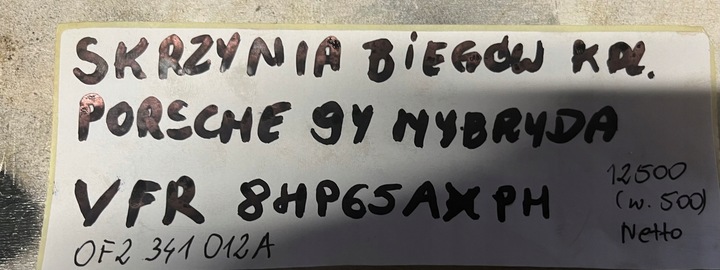 SKRZYNIA BIEGÓW KPL.
PORSCHE 9Y HYBRYDA
VFR 8HP65AXPH
12500
(w. 500)
Netto
0F2 341 012A